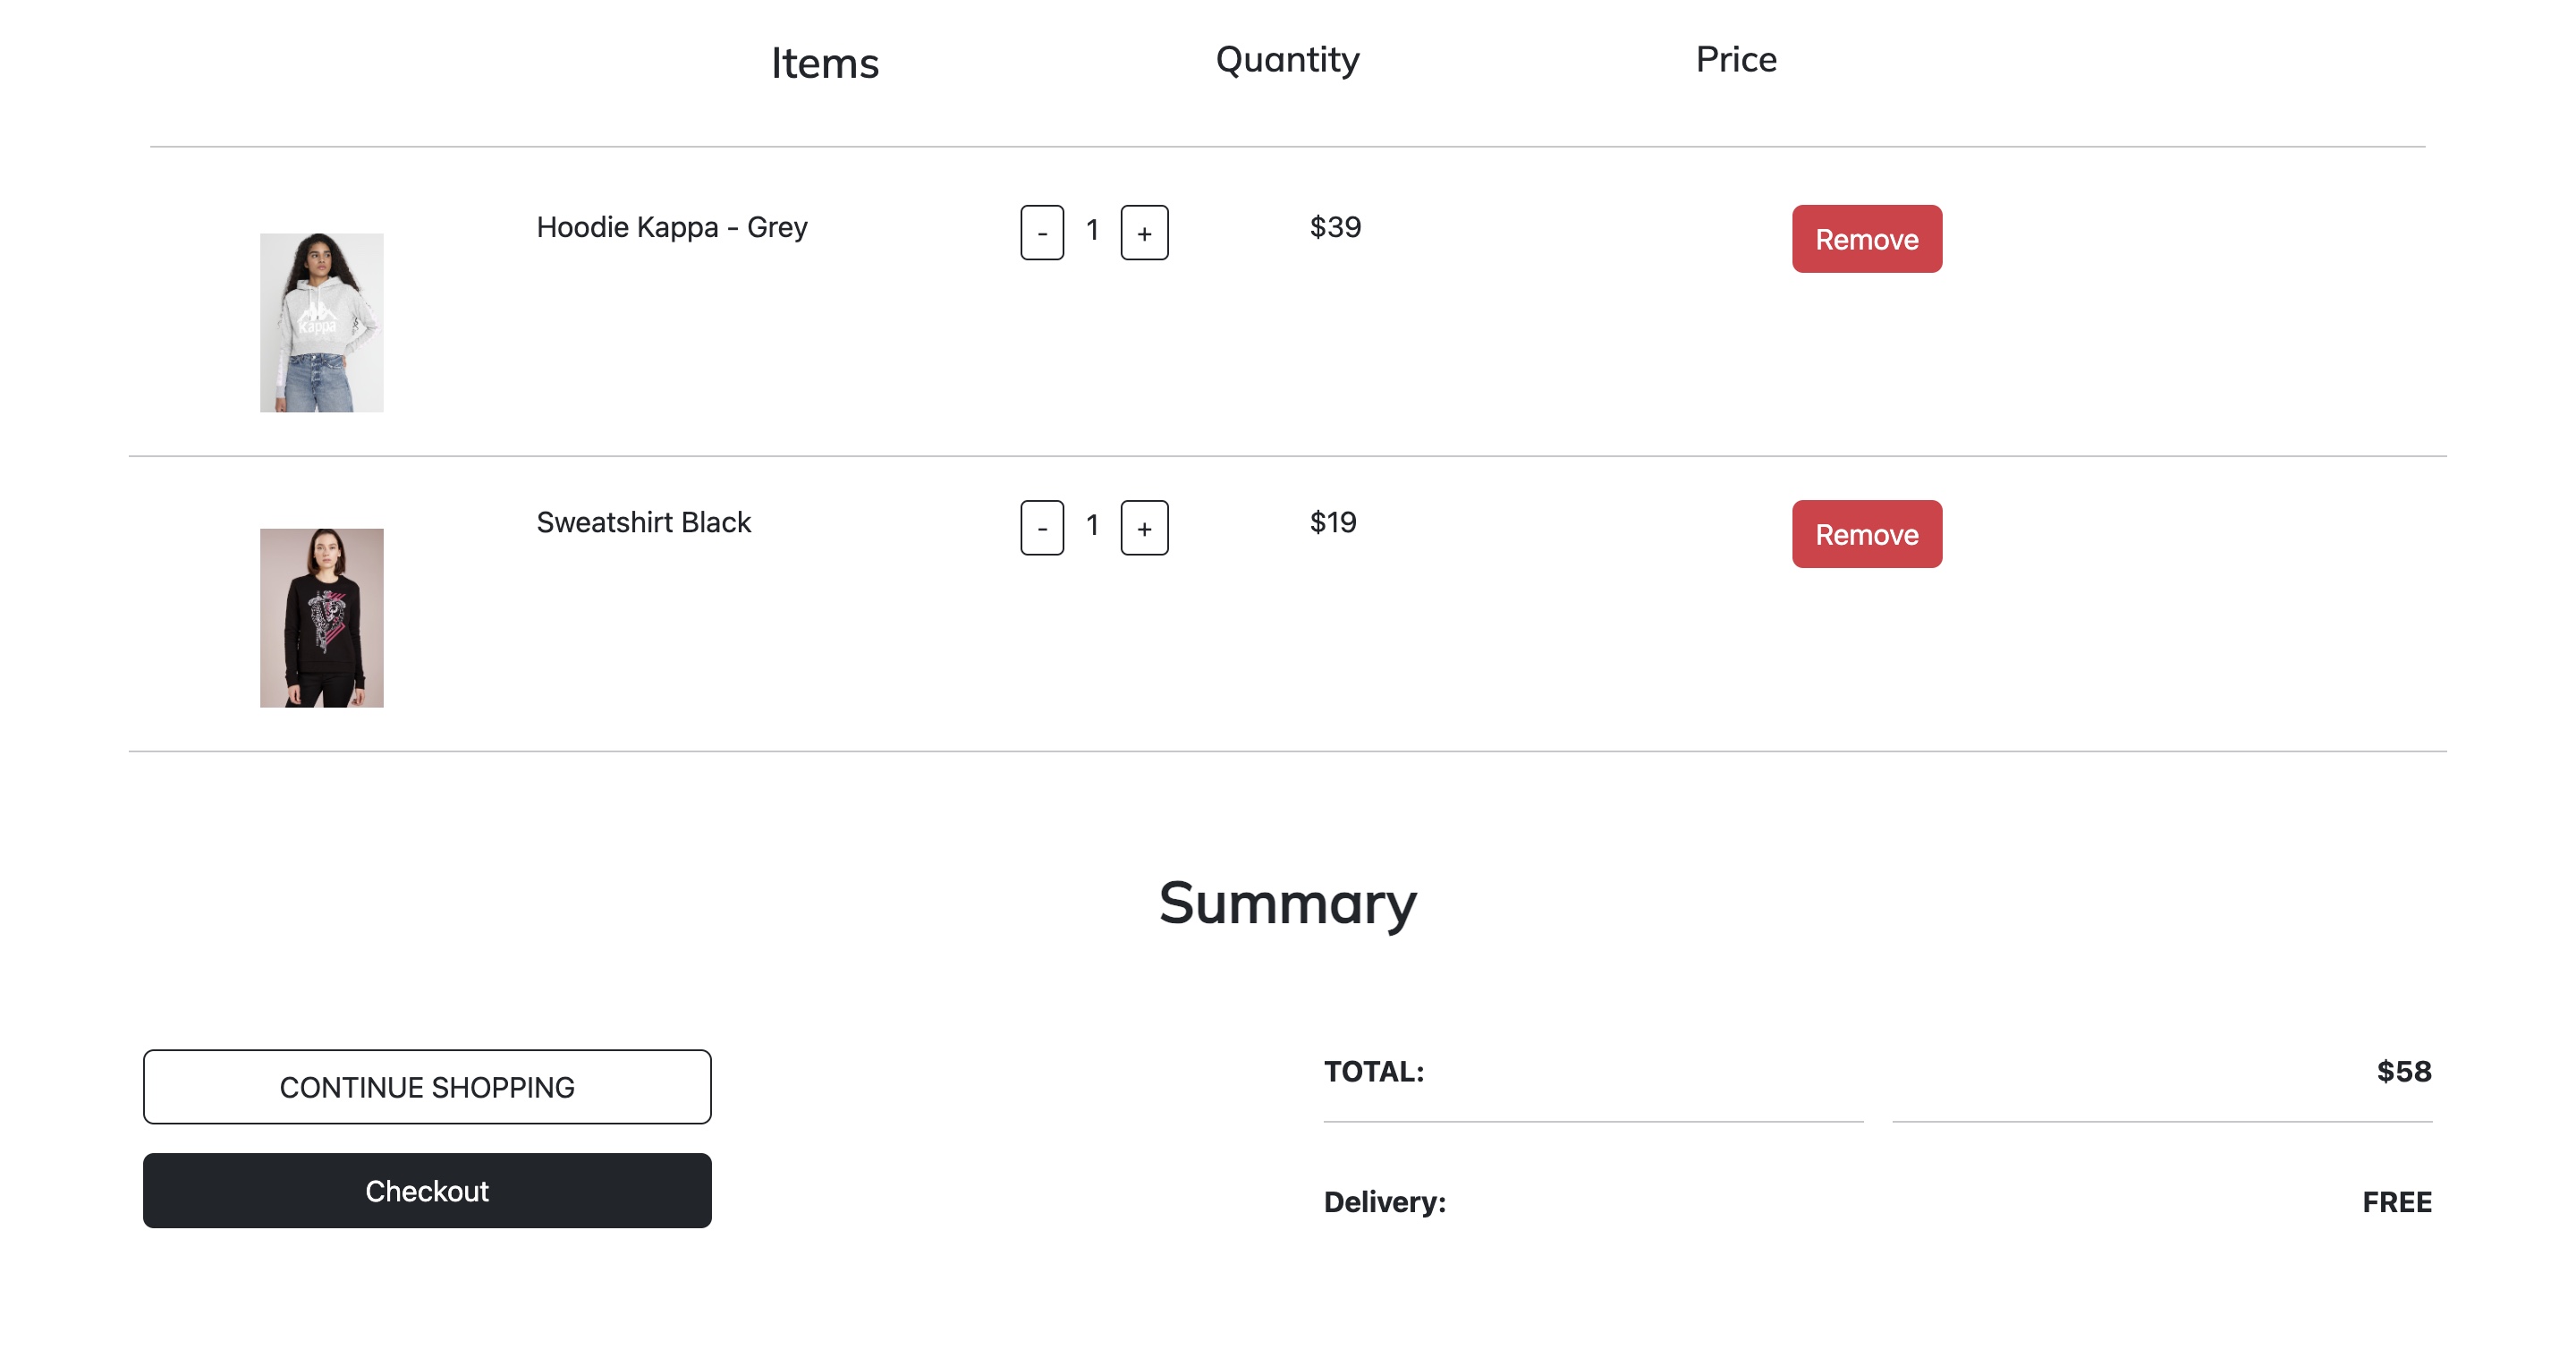 Items Quantity Price
Hoodie Kappa - Grey - 1 + $39 Remove
Kappa
Sweatshirt Black - 1 + $19 Remove
Summary
CONTINUE SHOPPING
TOTAL: $58
Checkout
Delivery: FREE